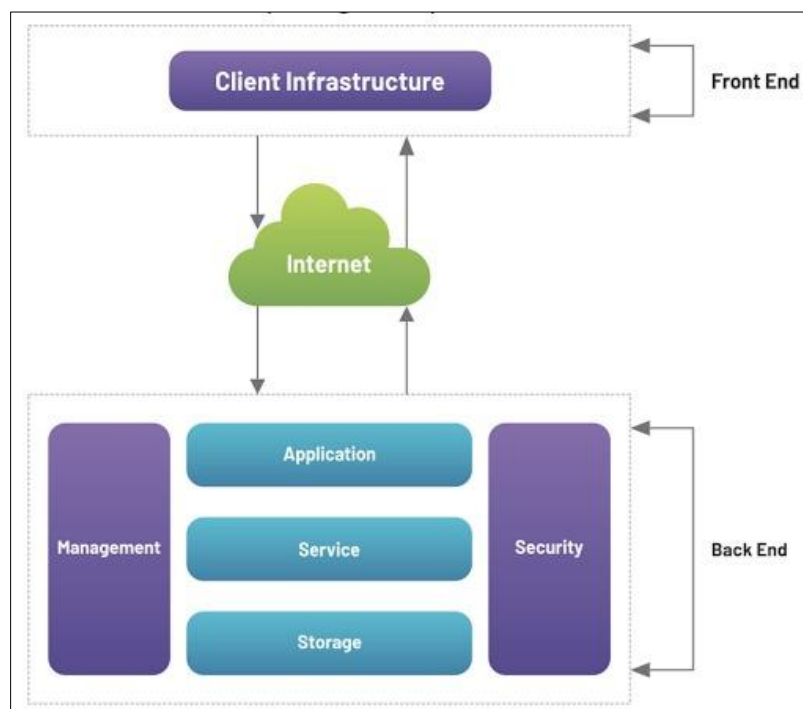 Client Infrastructure
Front End
Internet
Application
Management
Service
Security
Back End
Storage